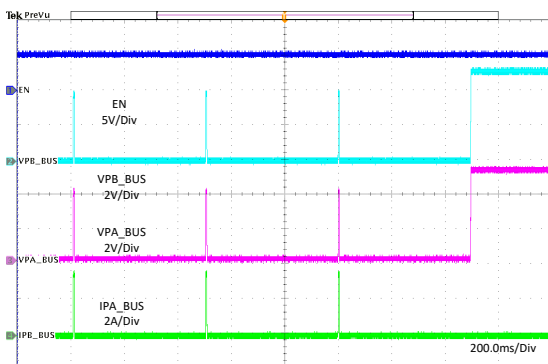 Tek PreVu
EN
EN
5V/Div
VPB_BUS
VPB_BUS
2V/Div
VPA_BUS
2V/Div
VPA_BUS
IPA_BUS
2A/Div
IPB_BUS
200.0ms/Div